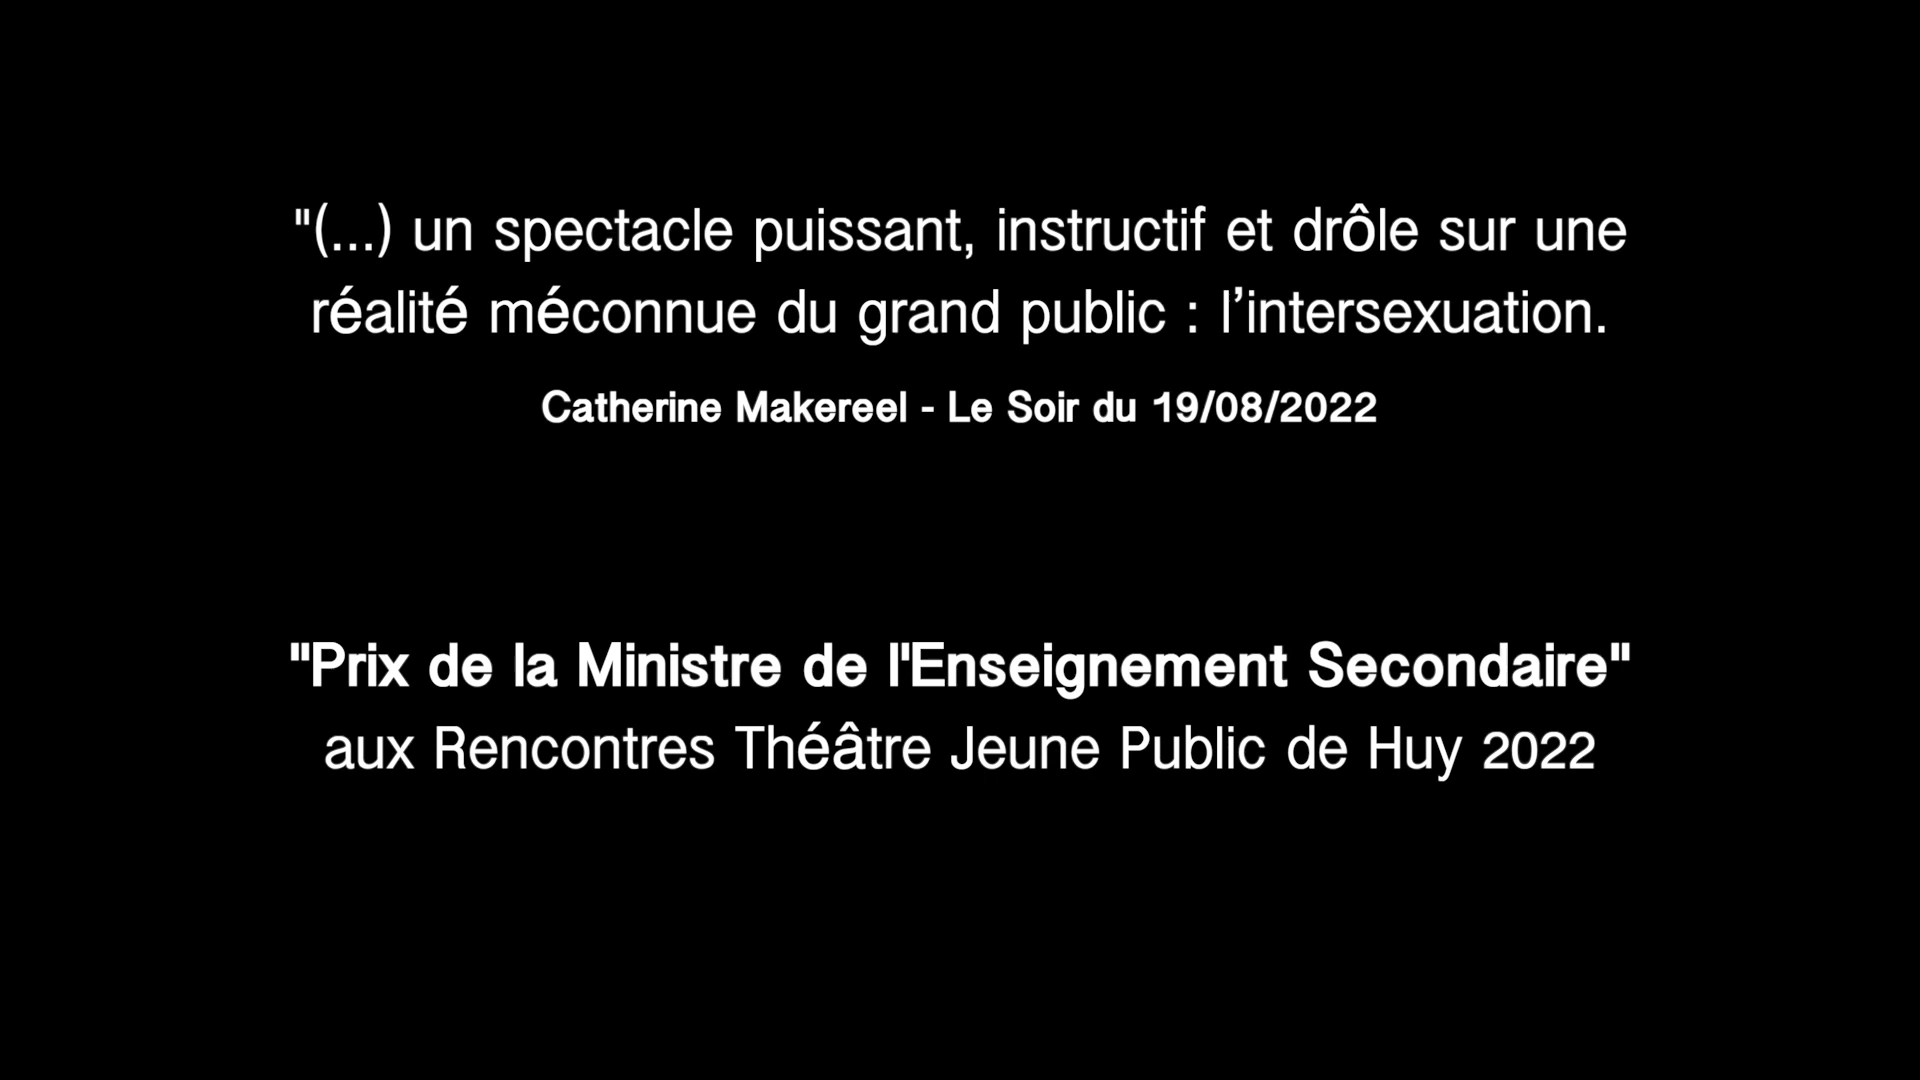 "(...) un spectacle puissant, instructif et drôle sur une
réalité méconnue du grand public : l’intersexuation.
Catherine Makereel - Le Soir du 19/08/2022
"Prix de la Ministre de l'Enseignement Secondaire"
aux Rencontres Théâtre Jeune Public de Huy 2022